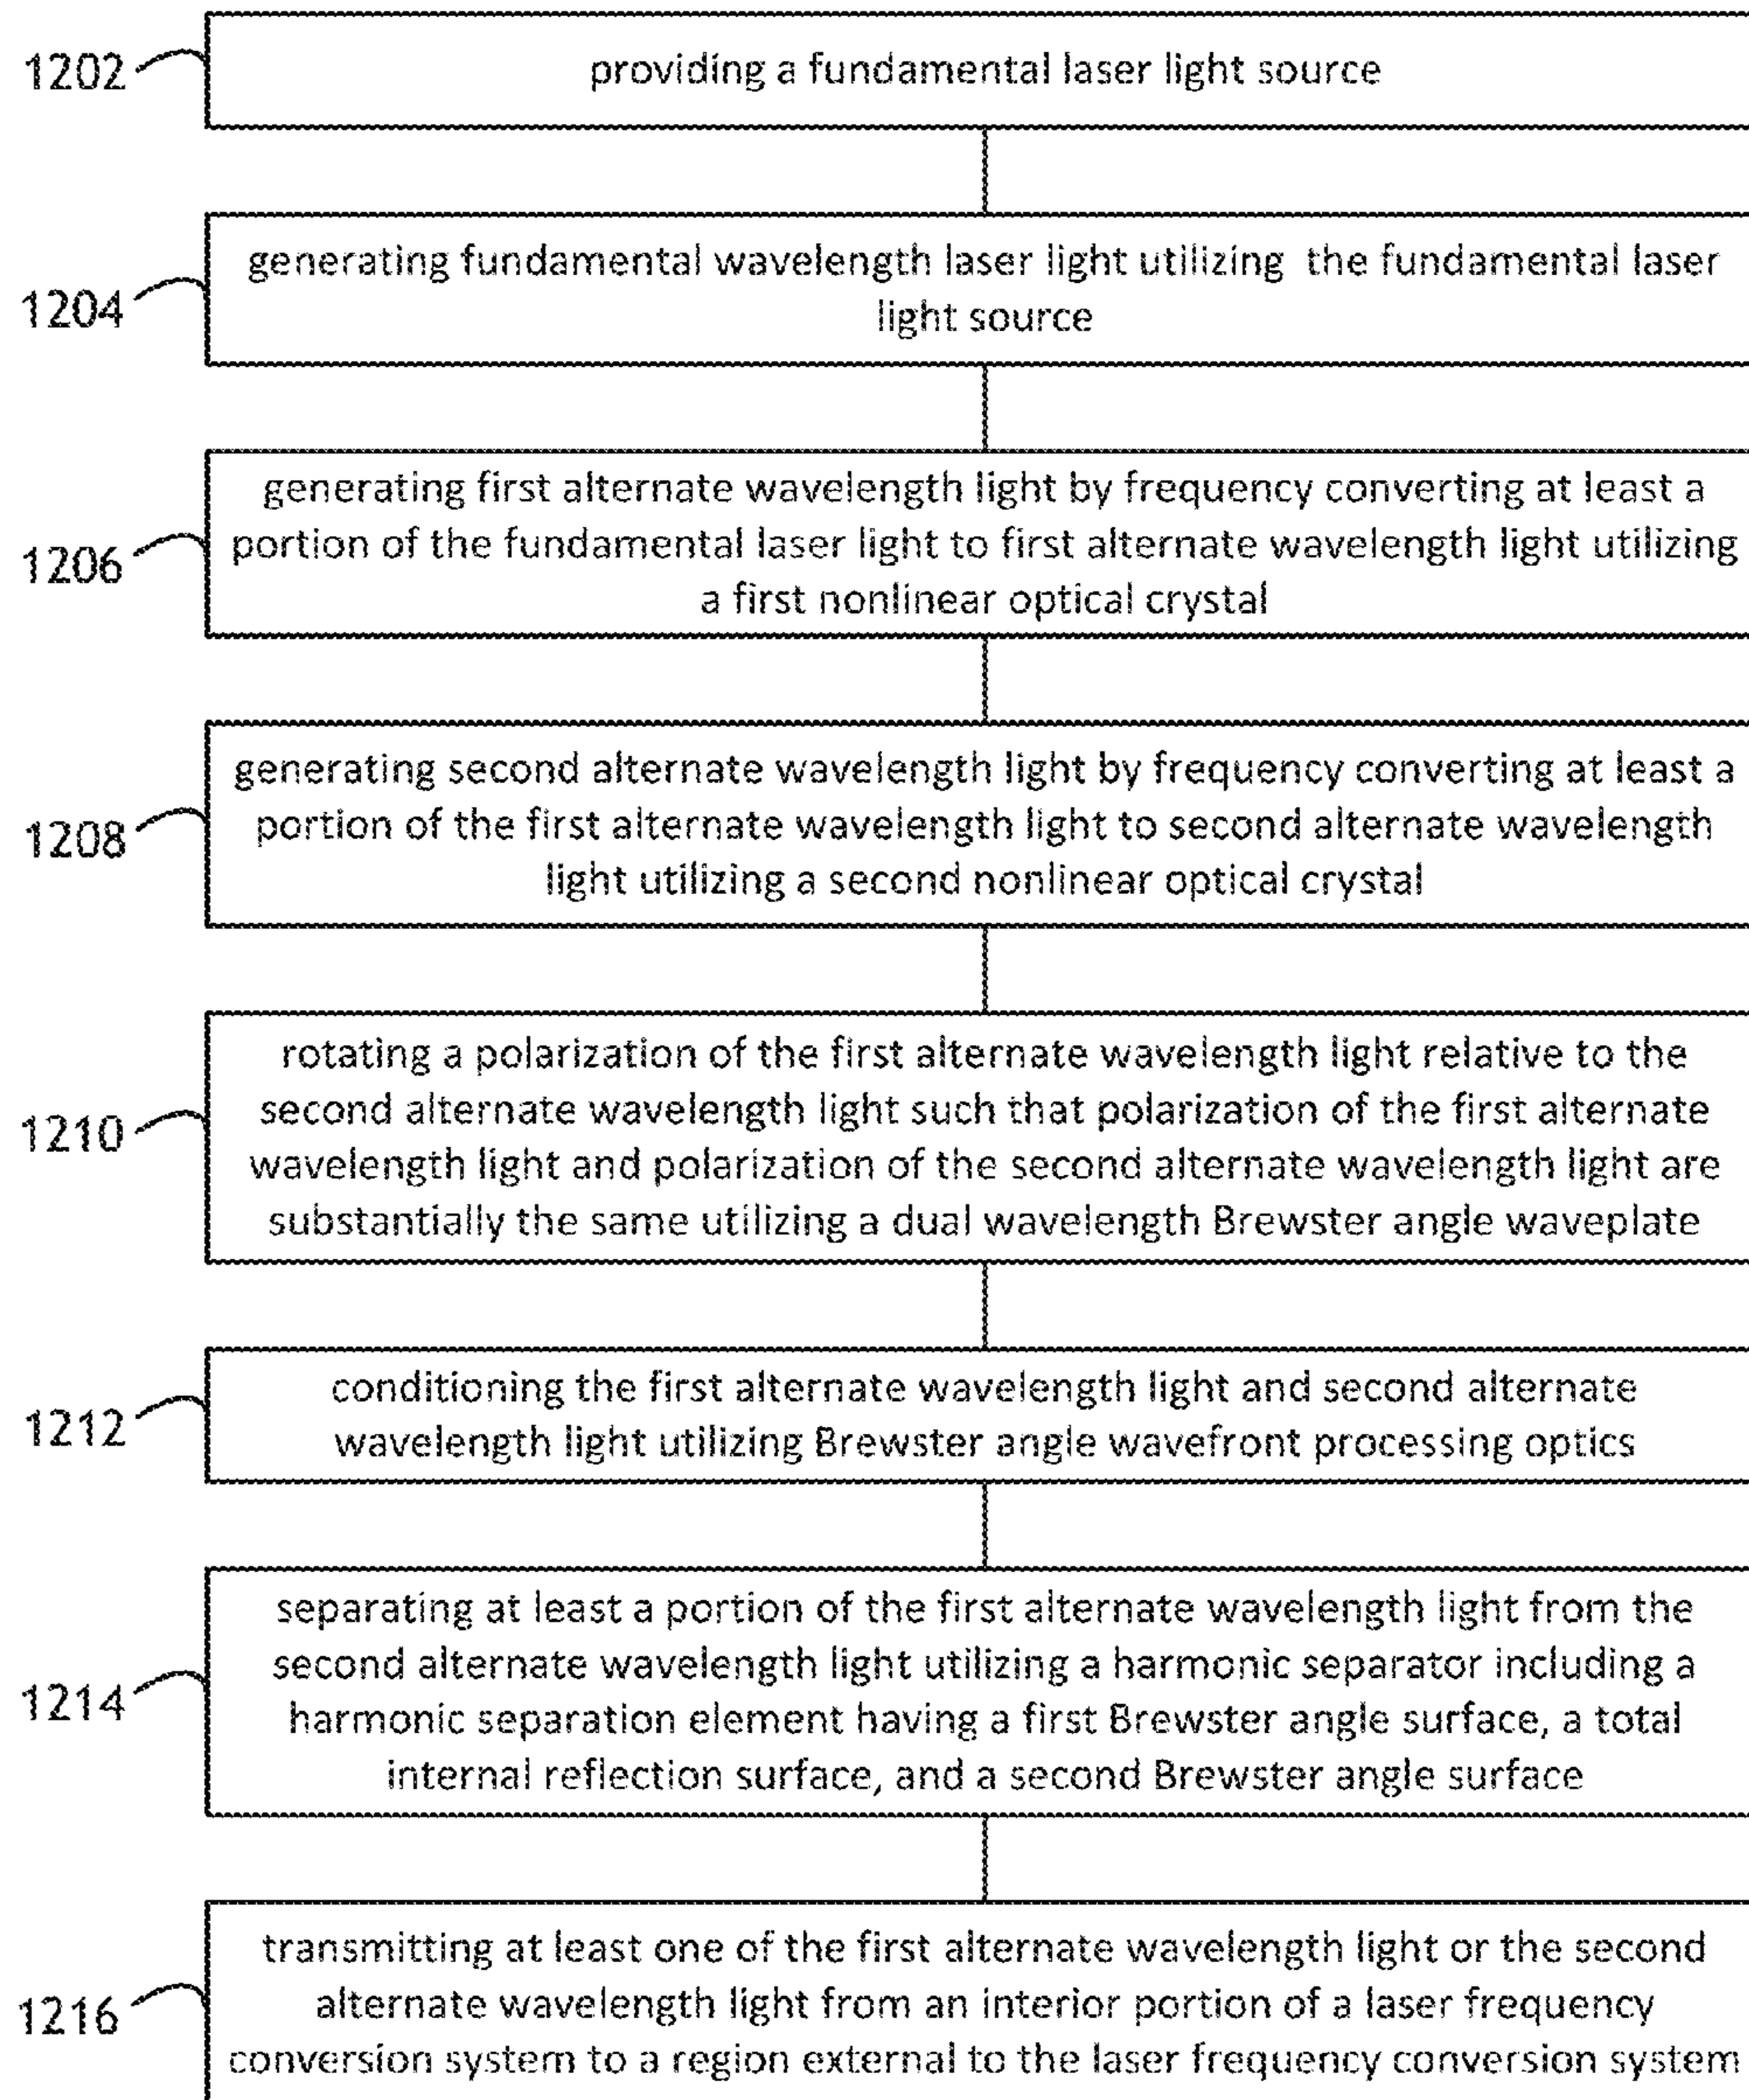 1202
providing a fundamental laser light source
1204
generating fundamental wavelength laser light utilizing the fundamental laser
light source
1206
generating first alternate wavelength light by frequency converting at least a
portion of the fundamental laser light to first alternate wavelength light utilizing
a first nonlinear optical crystal
1208
generating second alternate wavelength light by frequency converting at least a
portion of the first alternate wavelength light to second alternate wavelength
light utilizing a second nonlinear optical crystal
1210
rotating a polarization of the first alternate wavelength light relative to the
second alternate wavelength light such that polarization of the first alternate
wavelength light and polarization of the second alternate wavelength light are
substantially the same utilizing a dual wavelength Brewster angle waveplate
1212
conditioning the first alternate wavelength light and second alternate
wavelength light utilizing Brewster angle wavefront processing optics
1214
separating at least a portion of the first alternate wavelength light from the
second alternate wavelength light utilizing a harmonic separator including a
harmonic separation element having a first Brewster angle surface, a total
internal reflection surface, and a second Brewster angle surface
1216
transmitting at least one of the first alternate wavelength light or the second
alternate wavelength light from an interior portion of a laser frequency
conversion system to a region external to the laser frequency conversion system